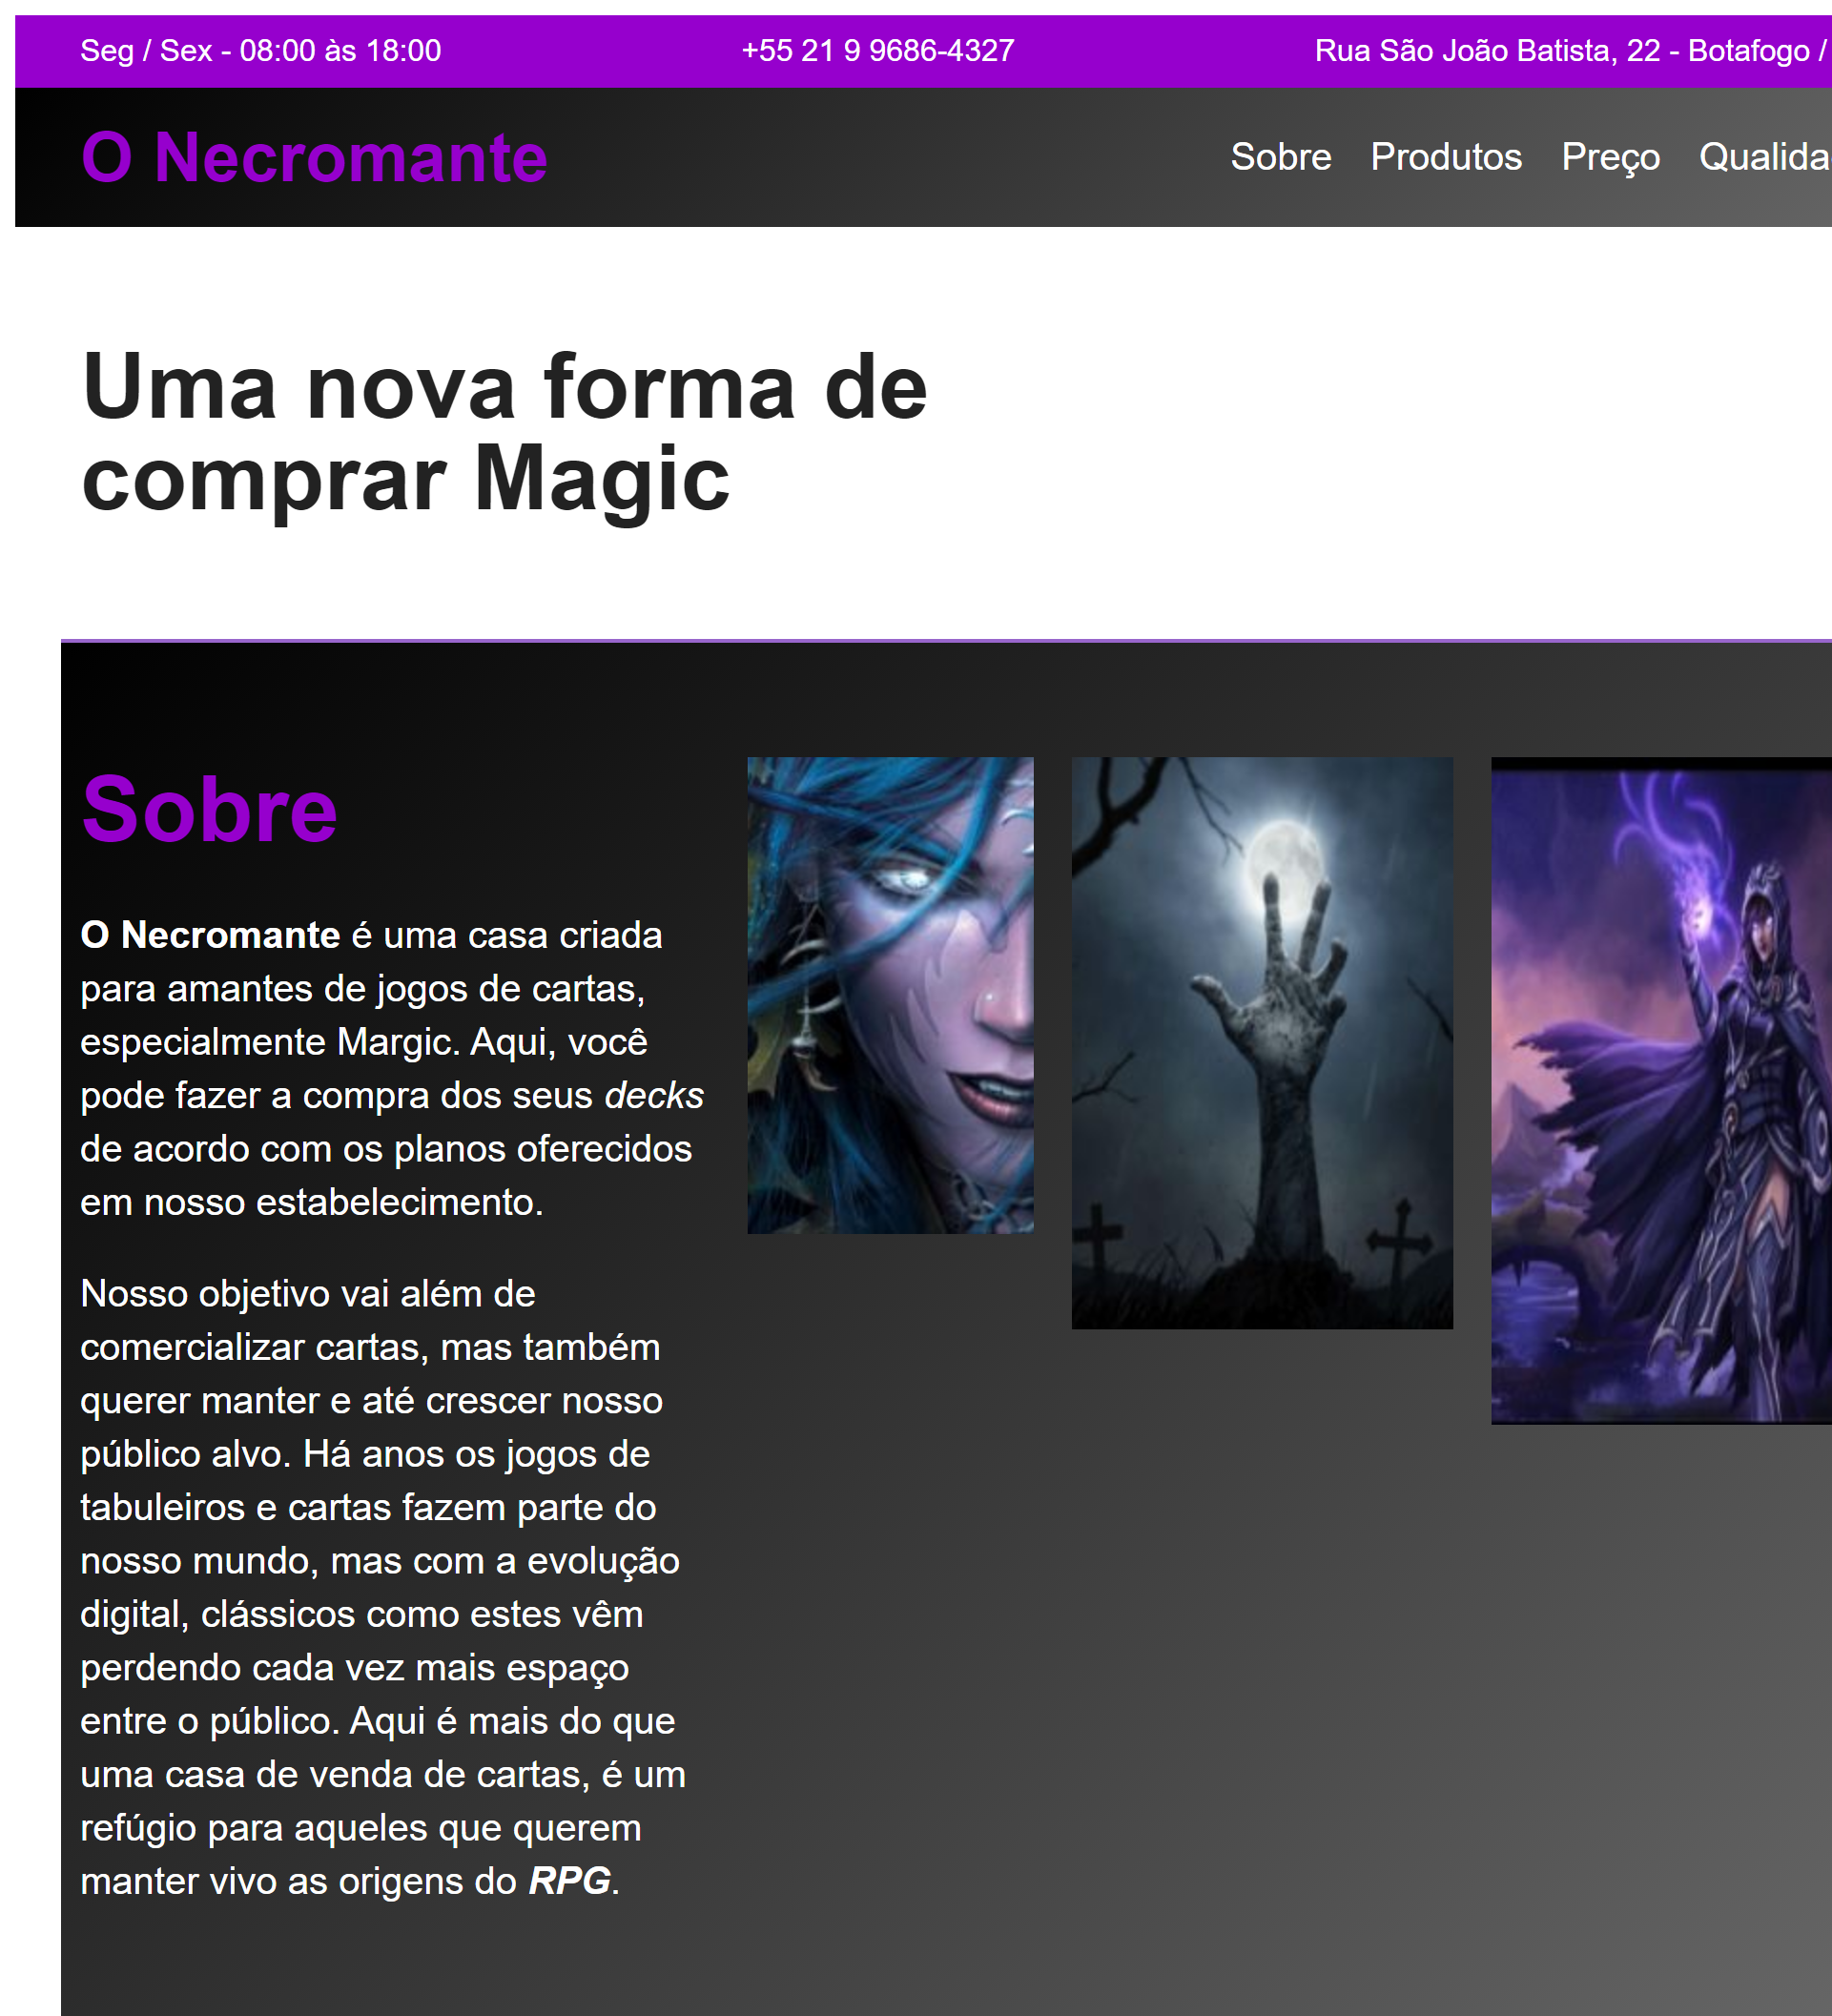 Seg / Sex - 08:00 às 18:00 +55 21 9 9686-4327 Rua São João Batista, 22 - Botafogo /
O Necromante Sobre Produtos Preço Qualida
Uma nova forma de
comprar Magic
Sobre
O Necromante é uma casa criada
para amantes de jogos de cartas,
especialmente Margic. Aqui, você
pode fazer a compra dos seus decks
de acordo com os planos oferecidos
em nosso estabelecimento.
Nosso objetivo vai além de
comercializar cartas, mas também
querer manter e até crescer nosso
público alvo. Há anos os jogos de
tabuleiros e cartas fazem parte do
nosso mundo, mas com a evolução
digital, clássicos como estes vêm
perdendo cada vez mais espaço
entre o público. Aqui é mais do que
uma casa de venda de cartas, é um
refúgio para aqueles que querem
manter vivo as origens do RPG.